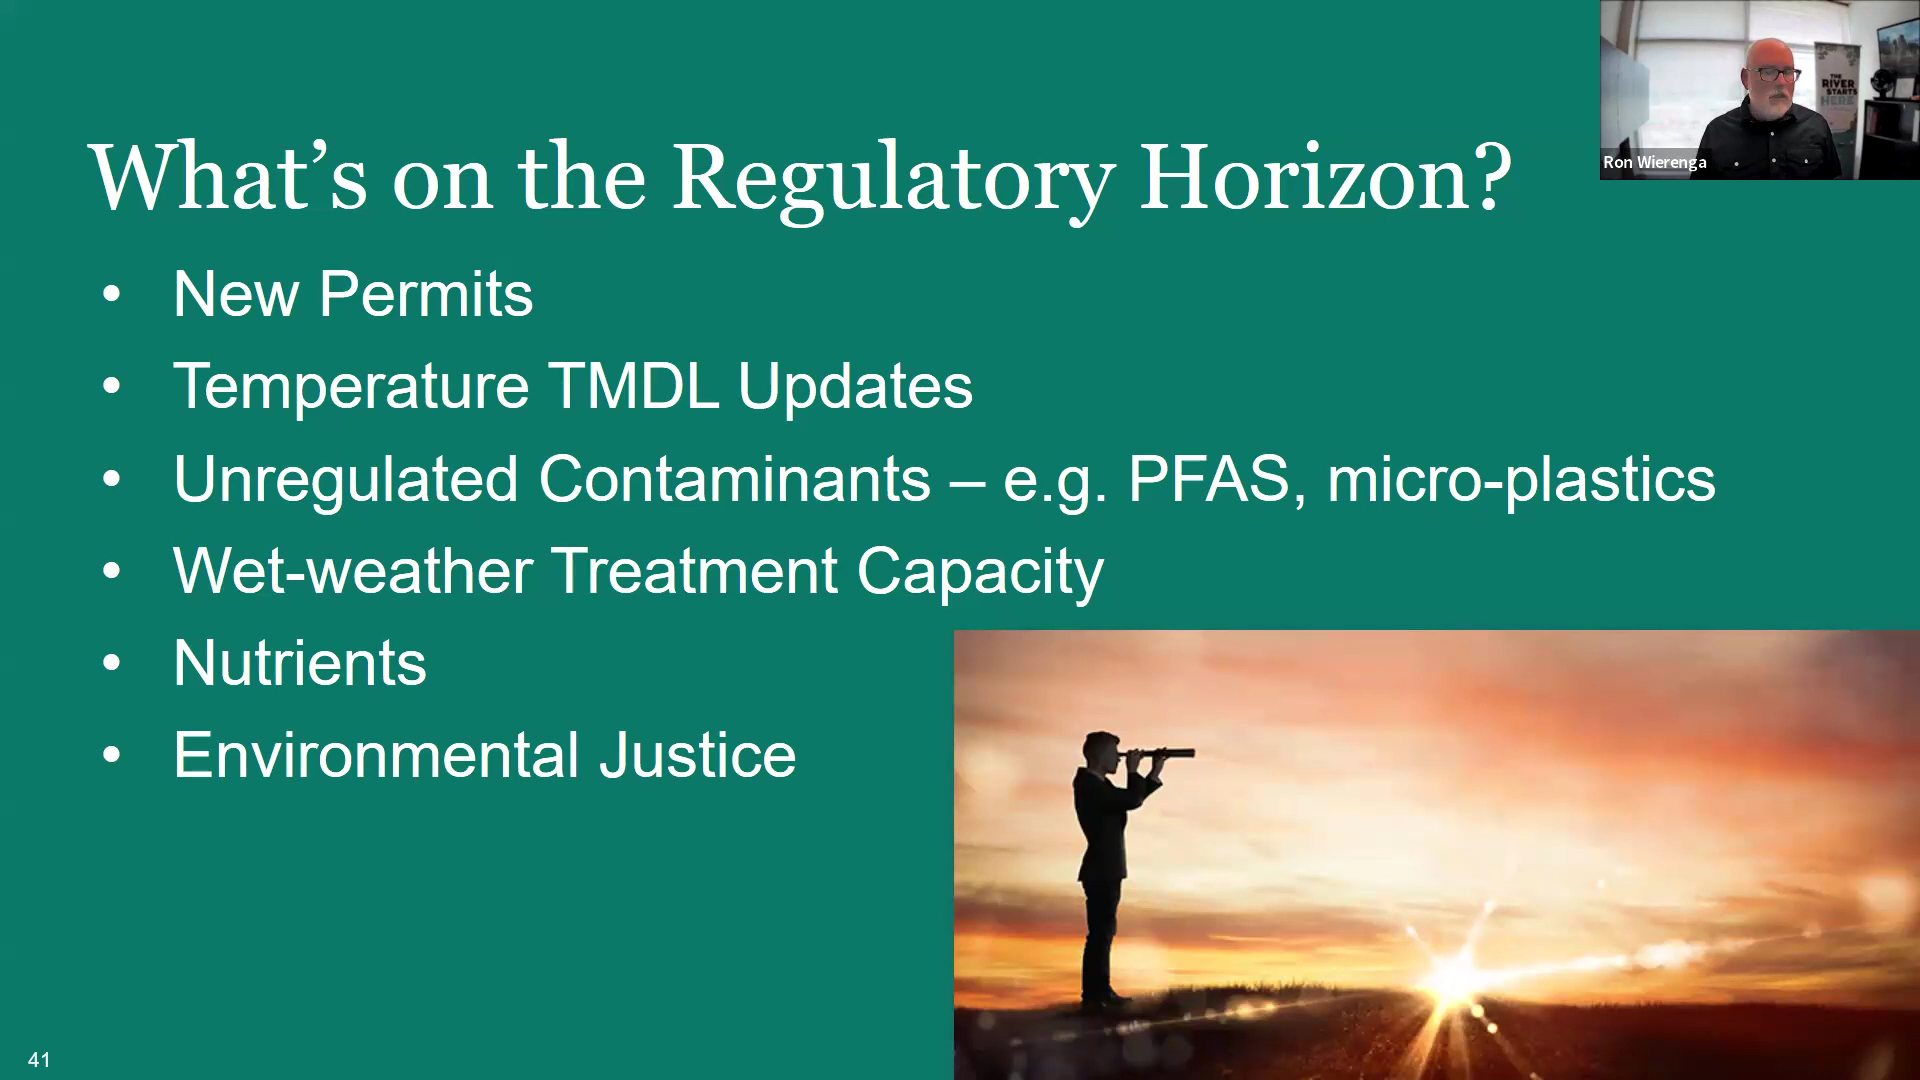 What’s on the Regulatory Horizon?
• New Permits
• Temperature TMDL Updates
• Unregulated Contaminants – e.g. PFAS, micro-plastics
• Wet-weather Treatment Capacity
• Nutrients
• Environmental Justice
41
THE
RIVER
STARTS
HERE
Ron Wierenga